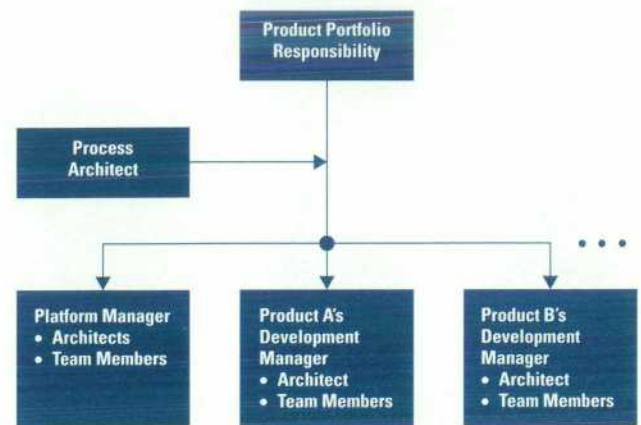 Product Portfolio
Responsibility
Process
Architect
Platform Manager
• Architects
• Team Members
Product A's
Development
Manager
• Architect
• Team Members
Product B's
Development
Manager
• Architect
• Team Members
• • •